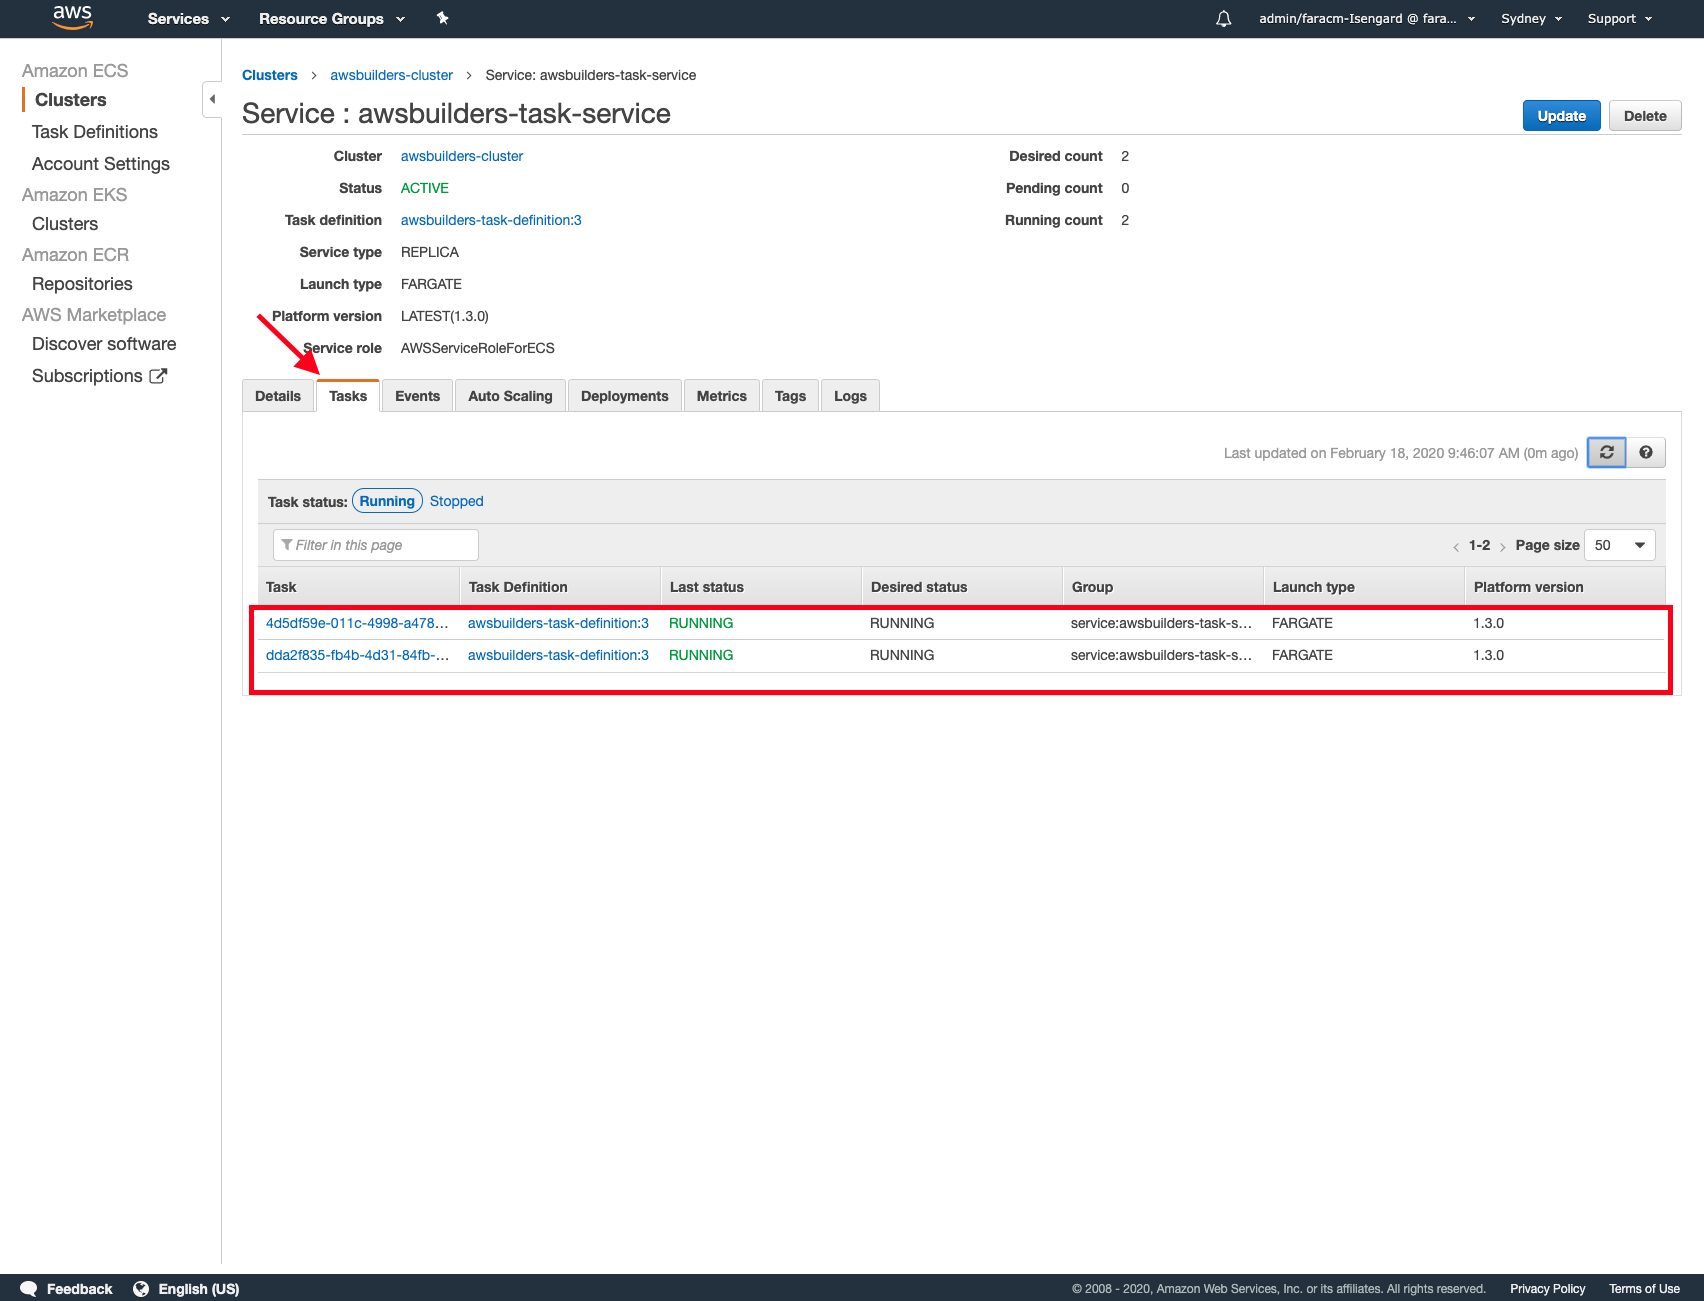 aws Services Resource Groups admin/faracm-Isengard @ fara... Sydney Support
Amazon ECS
Clusters
Task Definitions
Account Settings
Amazon EKS
Clusters
Amazon ECR
Repositories
AWS Marketplace
Discover software
Subscriptions
Clusters > awsbuilders-cluster > Service: awsbuilders-task-service
Service : awsbuilders-task-service
Update Delete
Cluster awsbuilders-cluster
Status ACTIVE
Task definition awsbuilders-task-definition:3
Service type REPLICA
Launch type FARGATE
Platform version LATEST(1.3.0)
Service role AWSServiceRoleForECS
Desired count 2
Pending count 0
Running count 2
Details Tasks Events Auto Scaling Deployments Metrics Tags Logs
Last updated on February 18, 2020 9:46:07 AM (0m ago)
Task status: Running Stopped
Filter in this page
< 1-2 > Page size 50
Task Task Definition Last status Desired status Group Launch type Platform version
4d5df59e-011c-4998-a478... awsbuilders-task-definition:3 RUNNING RUNNING service:awsbuilders-task-s... FARGATE 1.3.0
dda2f835-fb4b-4d31-84fb-... awsbuilders-task-definition:3 RUNNING RUNNING service:awsbuilders-task-s... FARGATE 1.3.0
Feedback English (US) © 2008 - 2020, Amazon Web Services, Inc. or its affiliates. All rights reserved. Privacy Policy Terms of Use